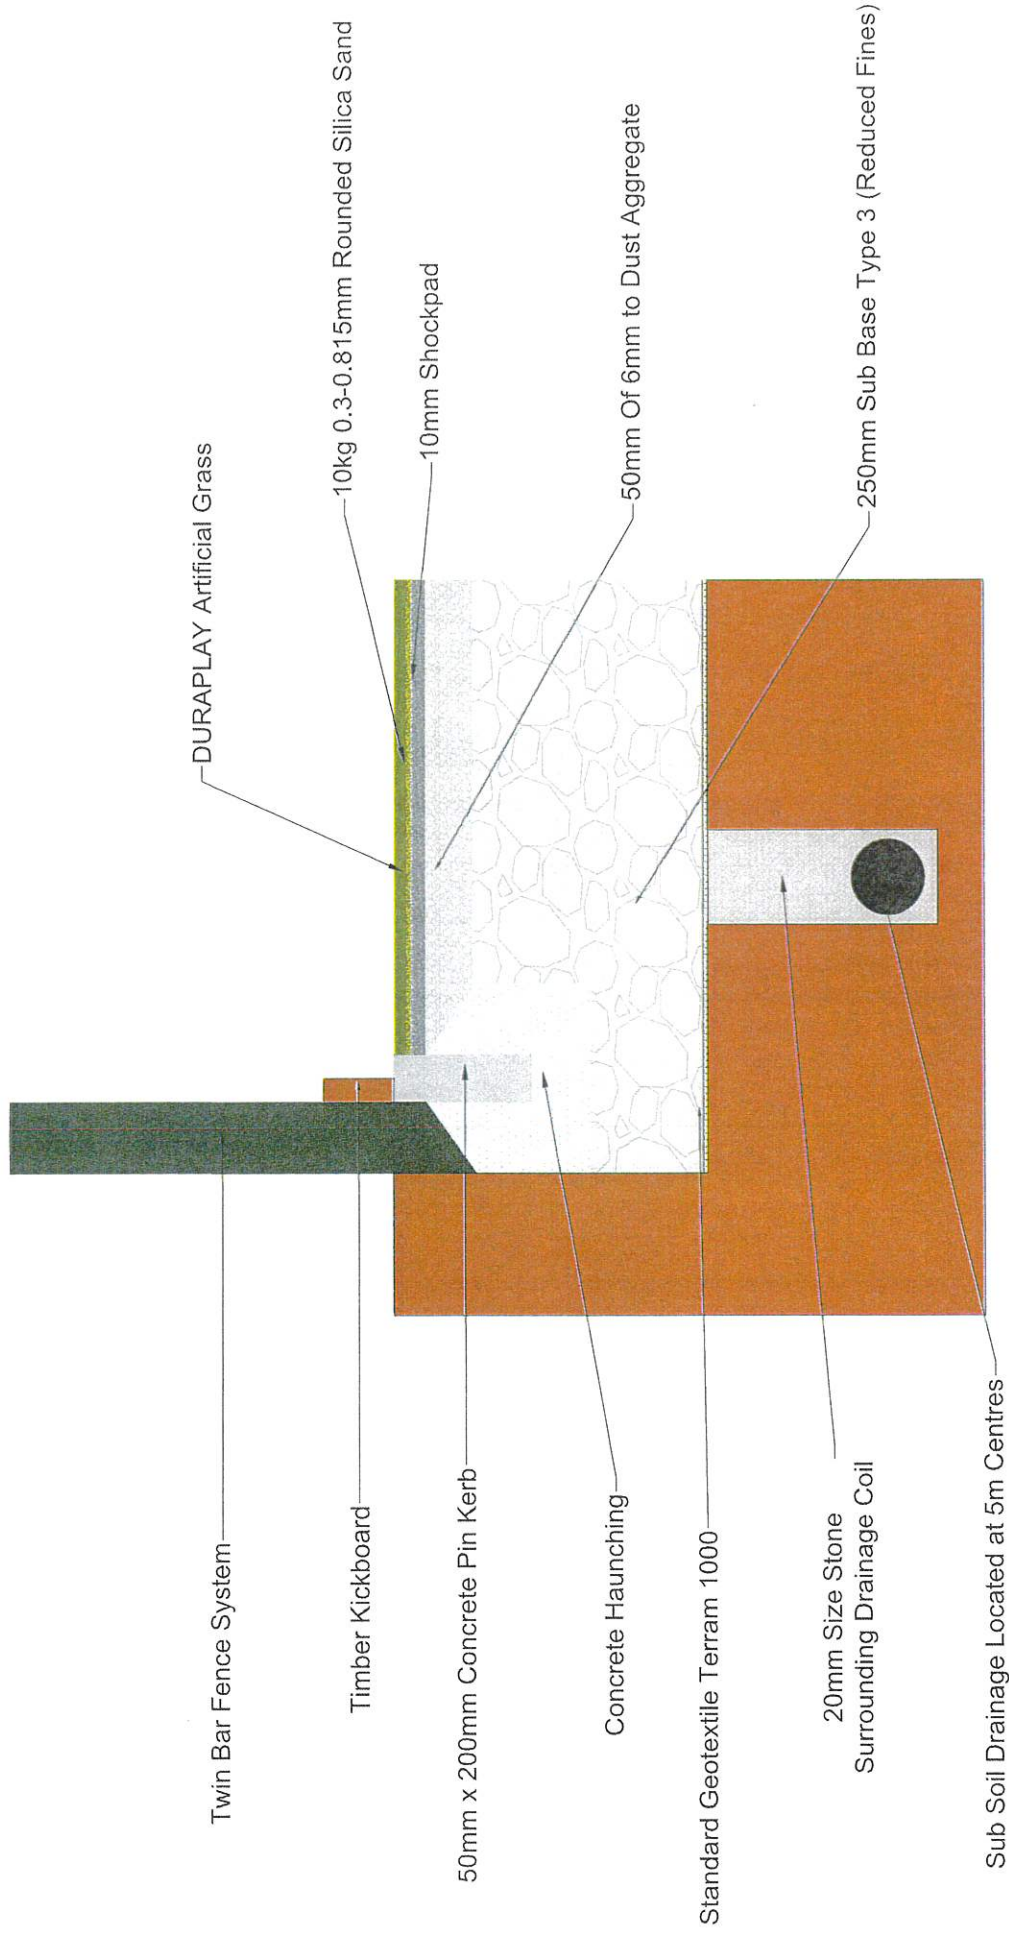 Twin Bar Fence System
Timber Kickboard
50mm x 200mm Concrete Pin Kerb
Concrete Haunching
Standard Geotextile Terram 1000
20mm Size Stone
Surrounding Drainage Coil
Sub Soil Drainage Located at 5m Centres
DURAPLAY Artificial Grass
10kg 0.3-0.815mm Rounded Silica Sand
10mm Shockpad
50mm Of 6mm to Dust Aggregate
250mm Sub Base Type 3 (Reduced Fines)